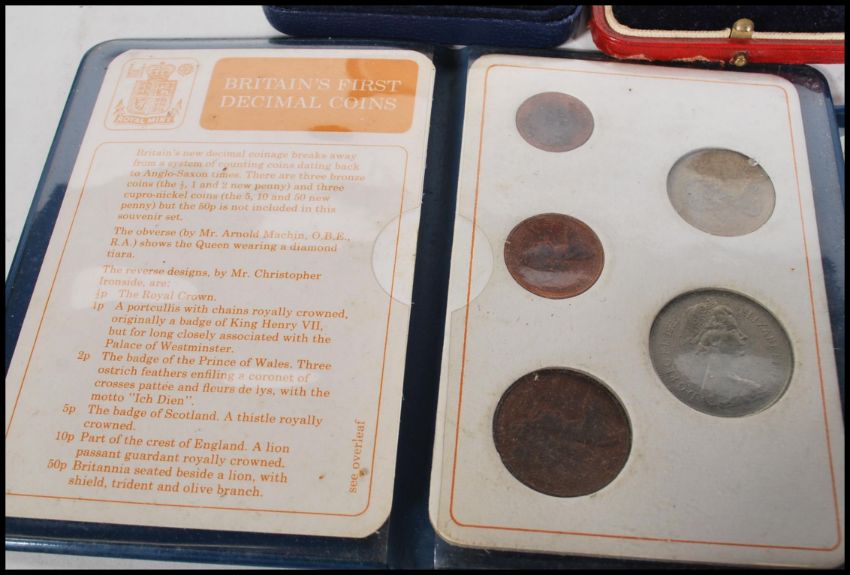 ROYAL MINT
BRITAIN'S FIRST
DECIMAL COINS
Britain's new decimal coinage breaks away
from a system of counting coins dating back
to Anglo-Saxon times. There are three bronze
coins (the ½, 1 and 2 new penny) and three
cupro-nickel coins (the 5, 10 and 50 new
penny) but the 50p is not included in this
souvenir set.
The obverse (by Mr. Arnold Machin, O.B.E.,
R.A.) shows the Queen wearing a diamond
tiara.
The reverse designs, by Mr. Christopher
Ironside, are:
½p The Royal Crown.
1p A portcullis with chains royally crowned,
originally a badge of King Henry VII,
but for long closely associated with the
Palace of Westminster.
2p The badge of the Prince of Wales. Three
ostrich feathers enfiling a coronet of
crosses pattée and fleurs de lys, with the
motto "Ich Dien".
5p The badge of Scotland. A thistle royally
crowned.
10p Part of the crest of England. A lion
passant guardant royally crowned.
50p Britannia seated beside a lion, with
shield, trident and olive branch.
see overleaf